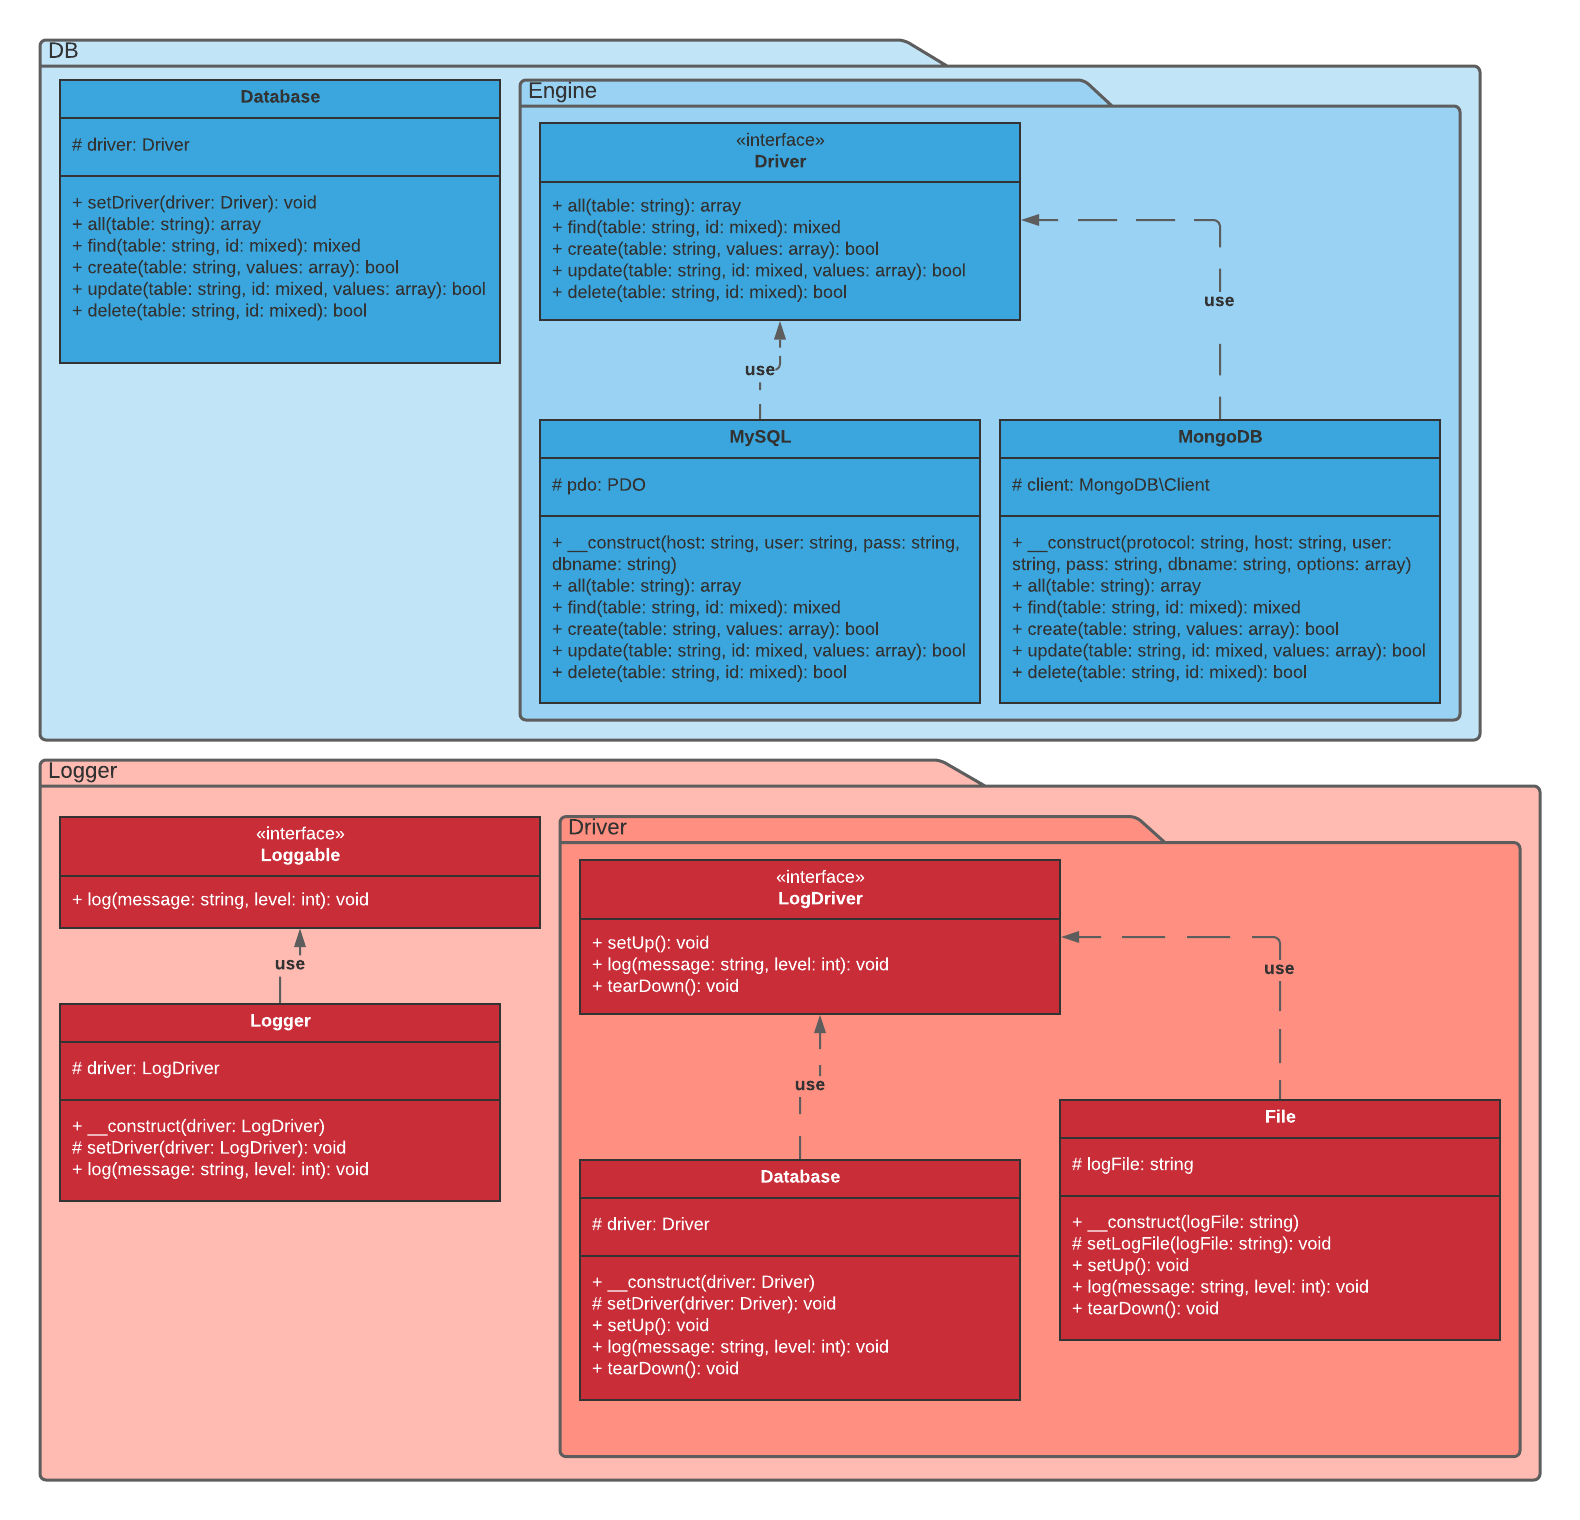 DB
Database
# driver: Driver
+ setDriver(driver: Driver): void
+ all(table: string): array
+ find(table: string, id: mixed): mixed
+ create(table: string, values: array): bool
+ update(table: string, id: mixed, values: array): bool
+ delete(table: string, id: mixed): bool
Engine
«interface»
Driver
+ all(table: string): array
+ find(table: string, id: mixed): mixed
+ create(table: string, values: array): bool
+ update(table: string, id: mixed, values: array): bool
+ delete(table: string, id: mixed): bool
use
use
MySQL
# pdo: PDO
+ __construct(host: string, user: string, pass: string,
dbname: string)
+ all(table: string): array
+ find(table: string, id: mixed): mixed
+ create(table: string, values: array): bool
+ update(table: string, id: mixed, values: array): bool
+ delete(table: string, id: mixed): bool
MongoDB
# client: MongoDB\Client
+ __construct(protocol: string, host: string, user:
string, pass: string, dbname: string, options: array)
+ all(table: string): array
+ find(table: string, id: mixed): mixed
+ create(table: string, values: array): bool
+ update(table: string, id: mixed, values: array): bool
+ delete(table: string, id: mixed): bool
Logger
«interface»
Loggable
+ log(message: string, level: int): void
use
Logger
# driver: LogDriver
+ __construct(driver: LogDriver)
# setDriver(driver: LogDriver): void
+ log(message: string, level: int): void
Driver
«interface»
LogDriver
+ setUp(): void
+ log(message: string, level: int): void
+ tearDown(): void
use
use
Database
# driver: Driver
+ __construct(driver: Driver)
# setDriver(driver: Driver): void
+ setUp(): void
+ log(message: string, level: int): void
+ tearDown(): void
File
# logFile: string
+ __construct(logFile: string)
# setLogFile(logFile: string): void
+ setUp(): void
+ log(message: string, level: int): void
+ tearDown(): void